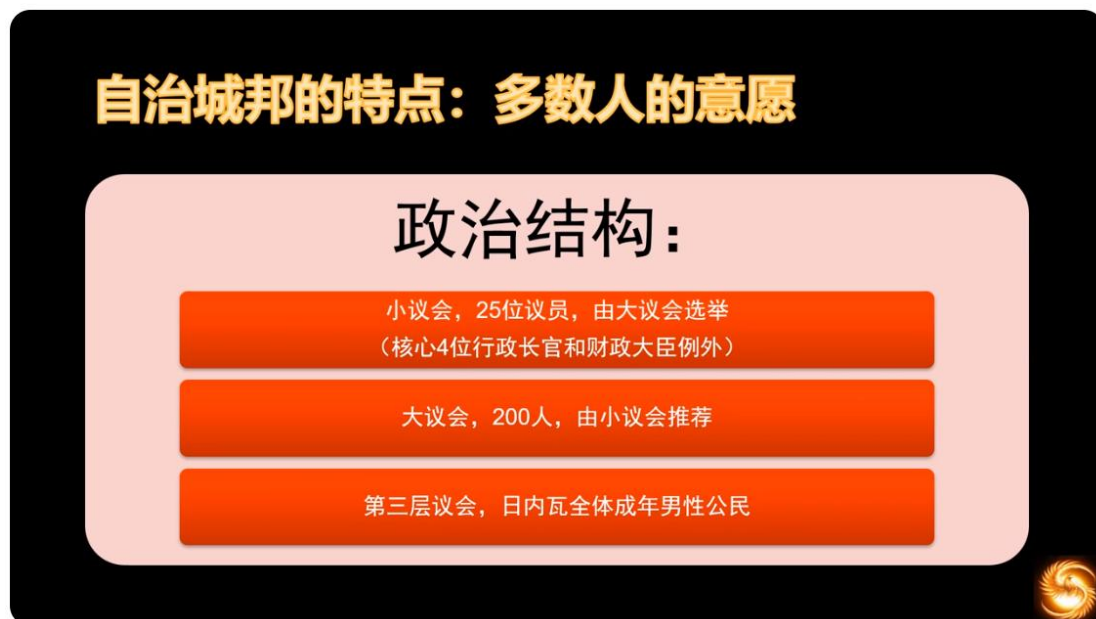 自治城邦的特点：多数人的意愿
政治结构：
小议会，25位议员，由大议会选举
（核心4位行政长官和财政大臣例外）
大议会，200人，由小议会推荐
第三层议会，日内瓦全体成年男性公民